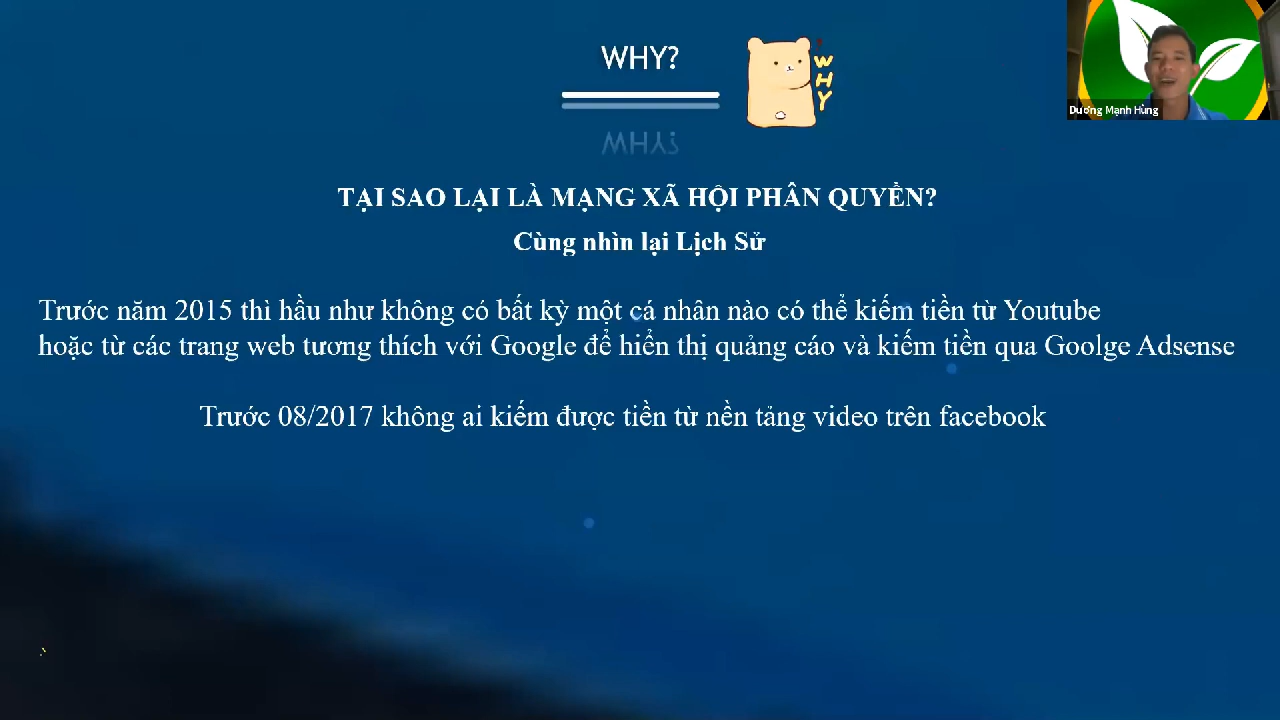 WHY?
WHY
TẠI SAO LẠI LÀ MẠNG XÃ HỘI PHÂN QUYỀN?
Cùng nhìn lại Lịch Sử
Trước năm 2015 thì hầu như không có bất kỳ một cá nhân nào có thể kiếm tiền từ Youtube
hoặc từ các trang web tương thích với Google để hiển thị quảng cáo và kiếm tiền qua Goolge Adsense
Trước 08/2017 không ai kiếm được tiền từ nền tảng video trên facebook
Dương Mạnh Hùng